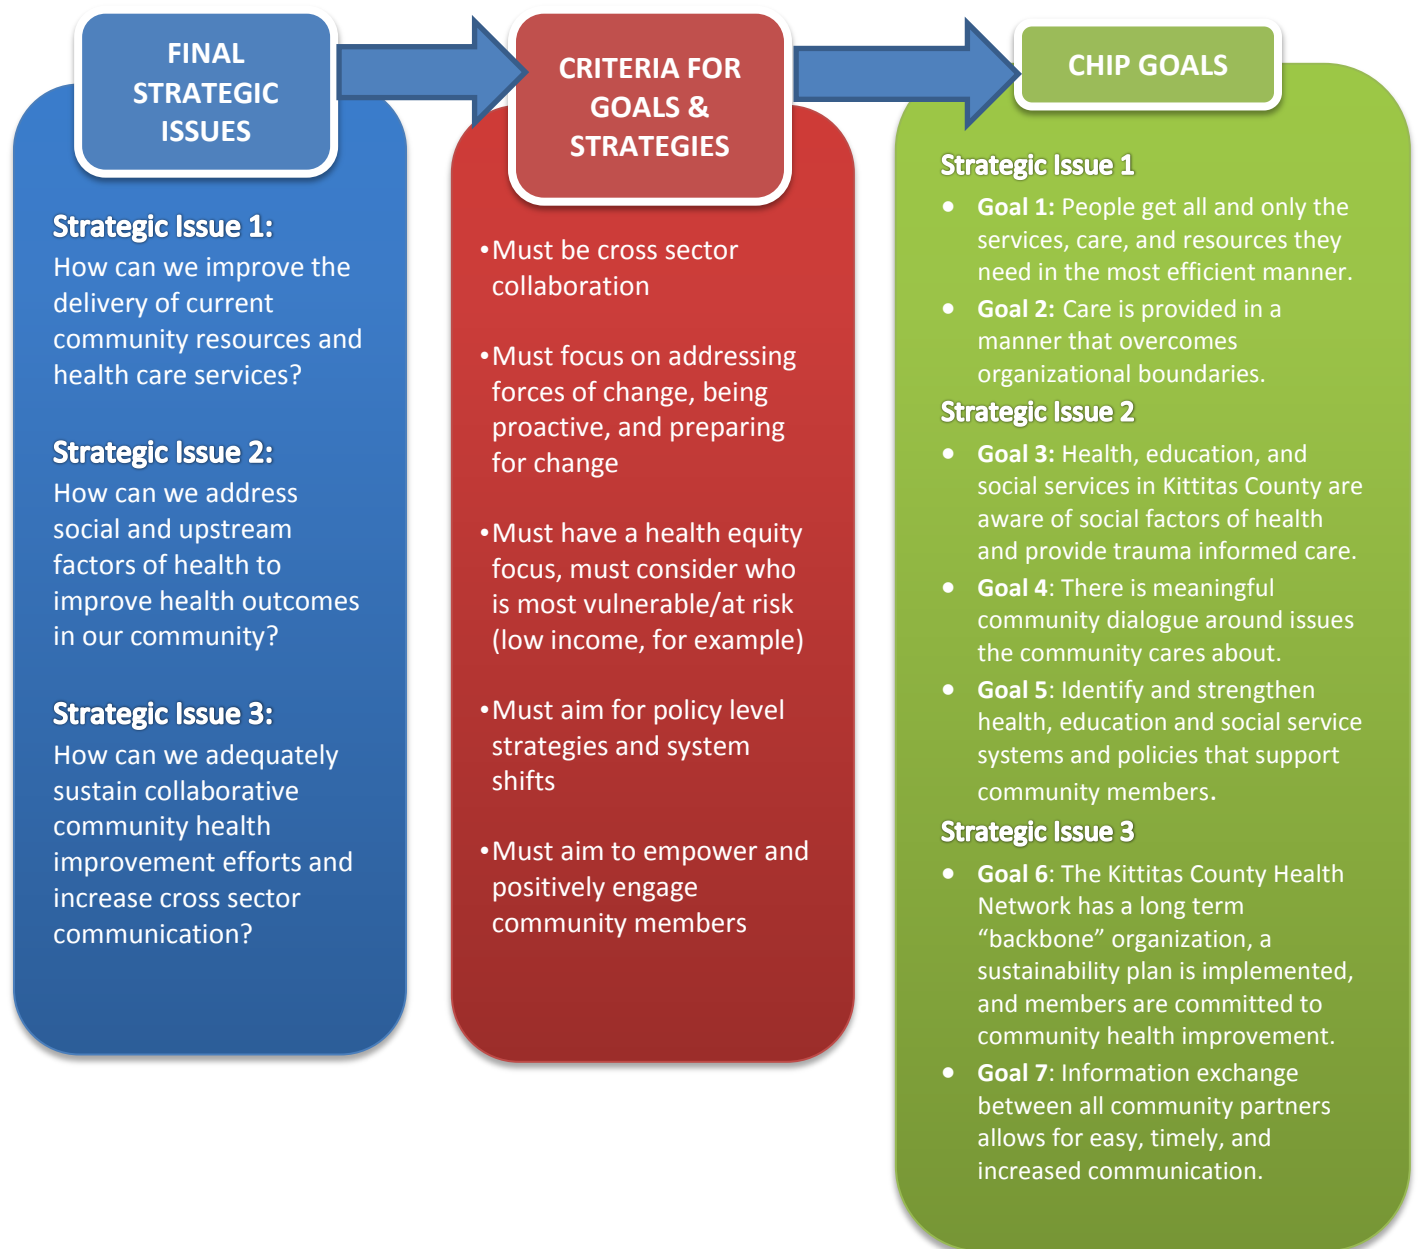 FINAL
STRATEGIC
ISSUES
Strategic Issue 1:
How can we improve the
delivery of current
community resources and
health care services?
Strategic Issue 2:
How can we address
social and upstream
factors of health to
improve health outcomes
in our community?
Strategic Issue 3:
How can we adequately
sustain collaborative
community health
improvement efforts and
increase cross sector
communication?
CRITERIA FOR
GOALS &
STRATEGIES
•Must be cross sector
collaboration
•Must focus on addressing
forces of change, being
proactive, and preparing
for change
•Must have a health equity
focus, must consider who
is most vulnerable/at risk
(low income, for example)
•Must aim for policy level
strategies and system
shifts
•Must aim to empower and
positively engage
community members
CHIP GOALS
Strategic Issue 1
• Goal 1: People get all and only the
services, care, and resources they
need in the most efficient manner.
• Goal 2: Care is provided in a
manner that overcomes
organizational boundaries.
Strategic Issue 2
• Goal 3: Health, education, and
social services in Kittitas County are
aware of social factors of health
and provide trauma informed care.
• Goal 4: There is meaningful
community dialogue around issues
the community cares about.
• Goal 5: Identify and strengthen
health, education and social service
systems and policies that support
community members.
Strategic Issue 3
• Goal 6: The Kittitas County Health
Network has a long term
“backbone” organization, a
sustainability plan is implemented,
and members are committed to
community health improvement.
• Goal 7: Information exchange
between all community partners
allows for easy, timely, and
increased communication.